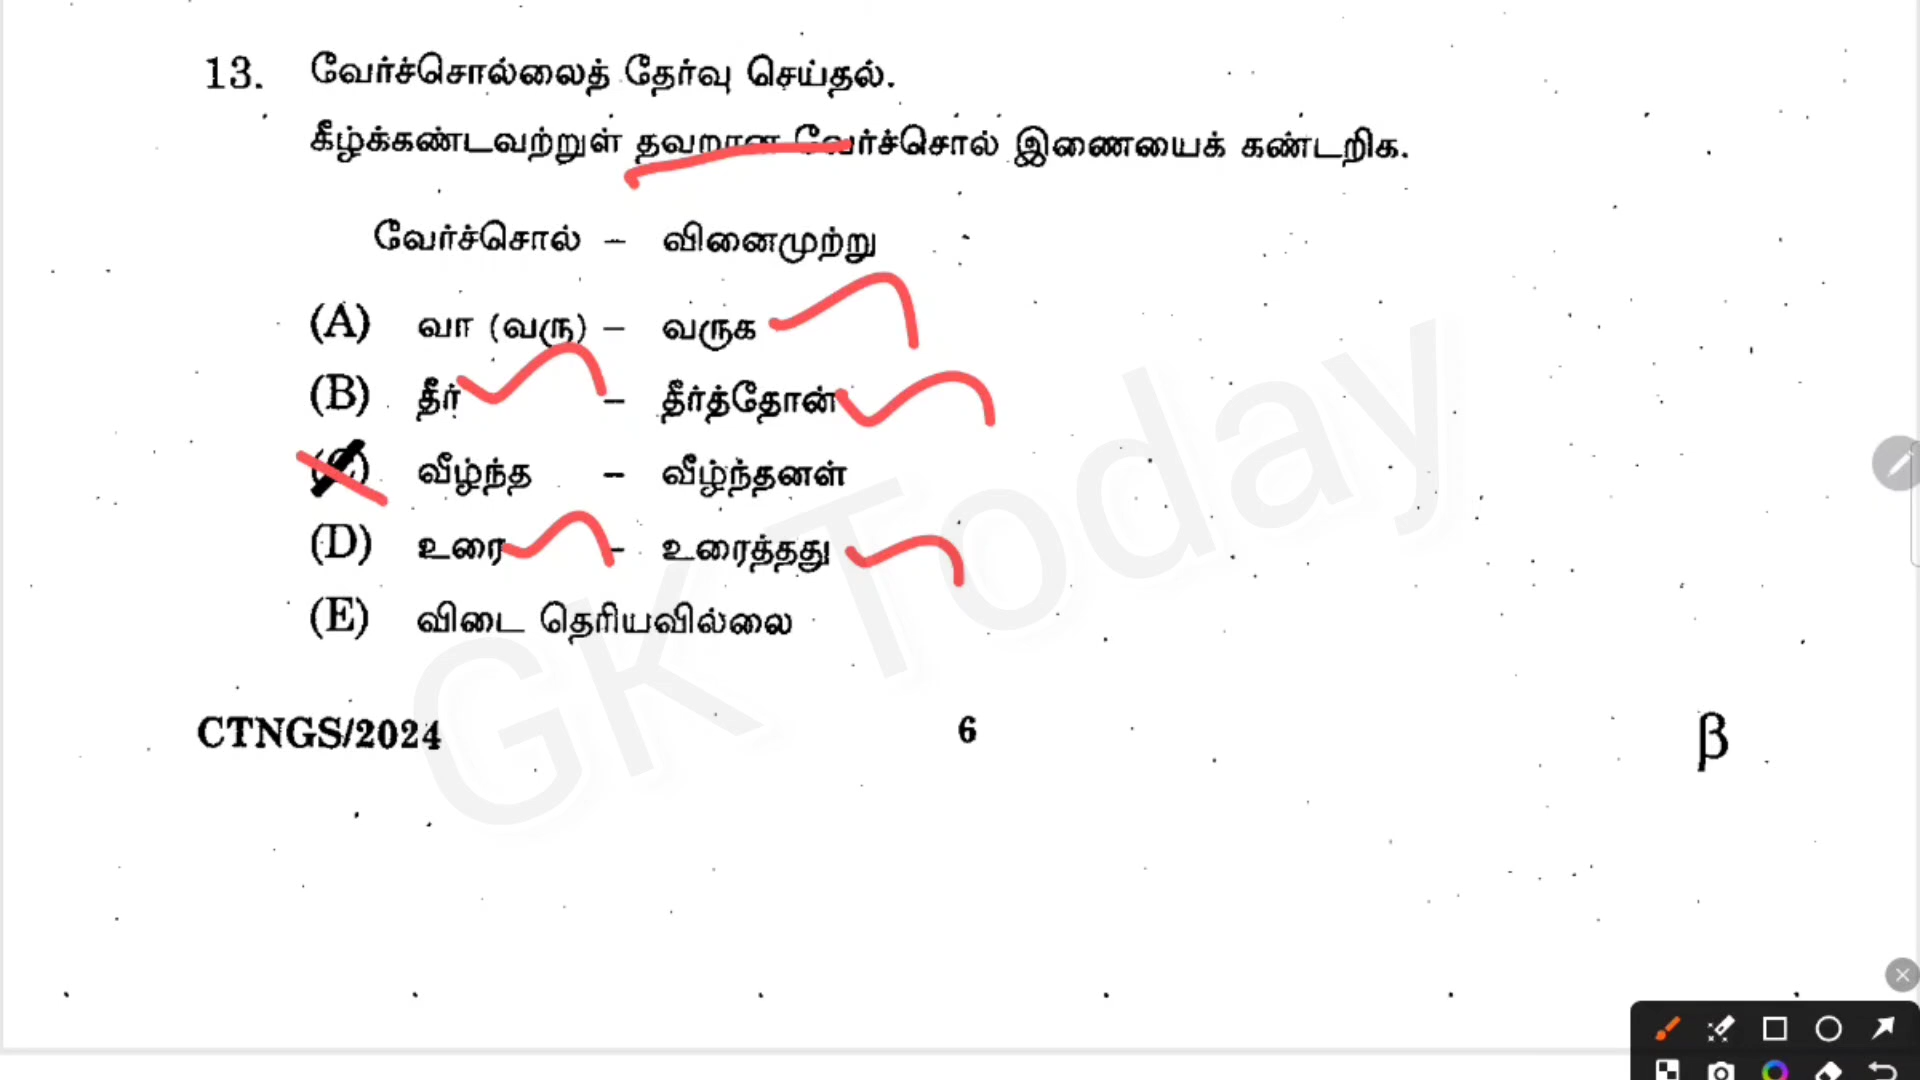 13. வேர்ச்சொல்லைத் தேர்வு செய்தல்.
கீழ்க்கண்டவற்றுள் தவறான வேர்ச்சொல் இணையைக் கண்டறிக.
வேர்ச்சொல் – வினைமுற்று
(A) வா (வரு) – வருக
(B) தீர் – தீர்த்தோன்
(C) வீழ்ந்த – வீழ்ந்தனள்
(D) உரை – உரைத்தது
(E) விடை தெரியவில்லை
GK Today
CTNGS/2024 6 β